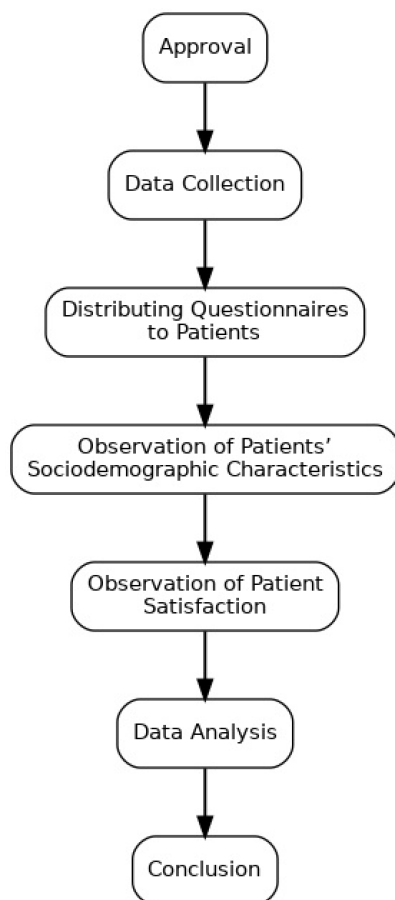 Approval
Data Collection
Distributing Questionnaires
to Patients
Observation of Patients’
Sociodemographic Characteristics
Observation of Patient
Satisfaction
Data Analysis
Conclusion